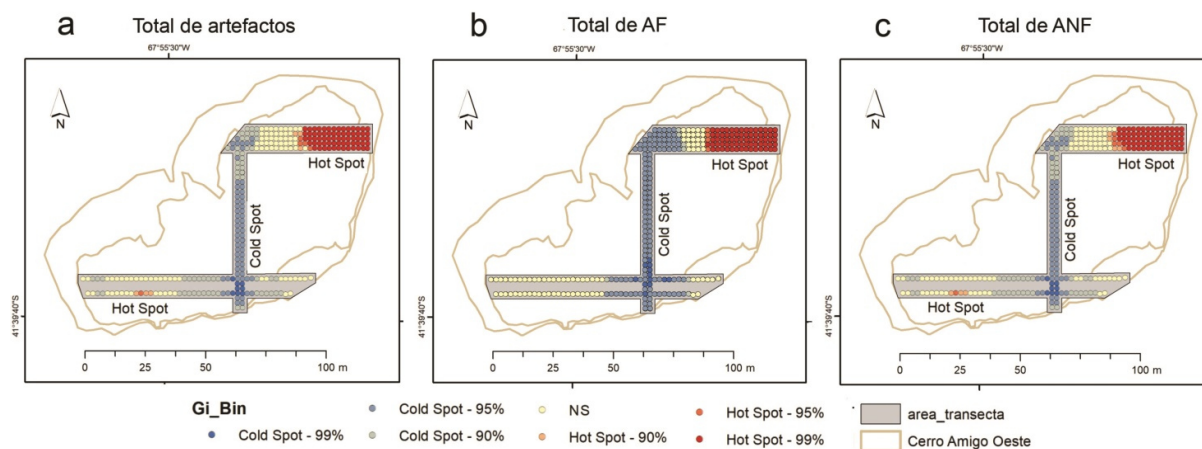 a Total de artefactos
67°55'30"W
N
Hot Spot
Cold Spot
Hot Spot
41°39'40"S
0 25 50 100 m
b Total de AF
67°55'30"W
N
Hot Spot
Cold Spot
41°39'40"S
0 25 50 100 m
c Total de ANF
67°55'30"W
N
Hot Spot
Cold Spot
Hot Spot
41°39'40"S
0 25 50 100 m
Gi_Bin
Cold Spot - 99%
Cold Spot - 95%
Cold Spot - 90%
NS
Hot Spot - 90%
Hot Spot - 95%
Hot Spot - 99%
area_transecta
Cerro Amigo Oeste